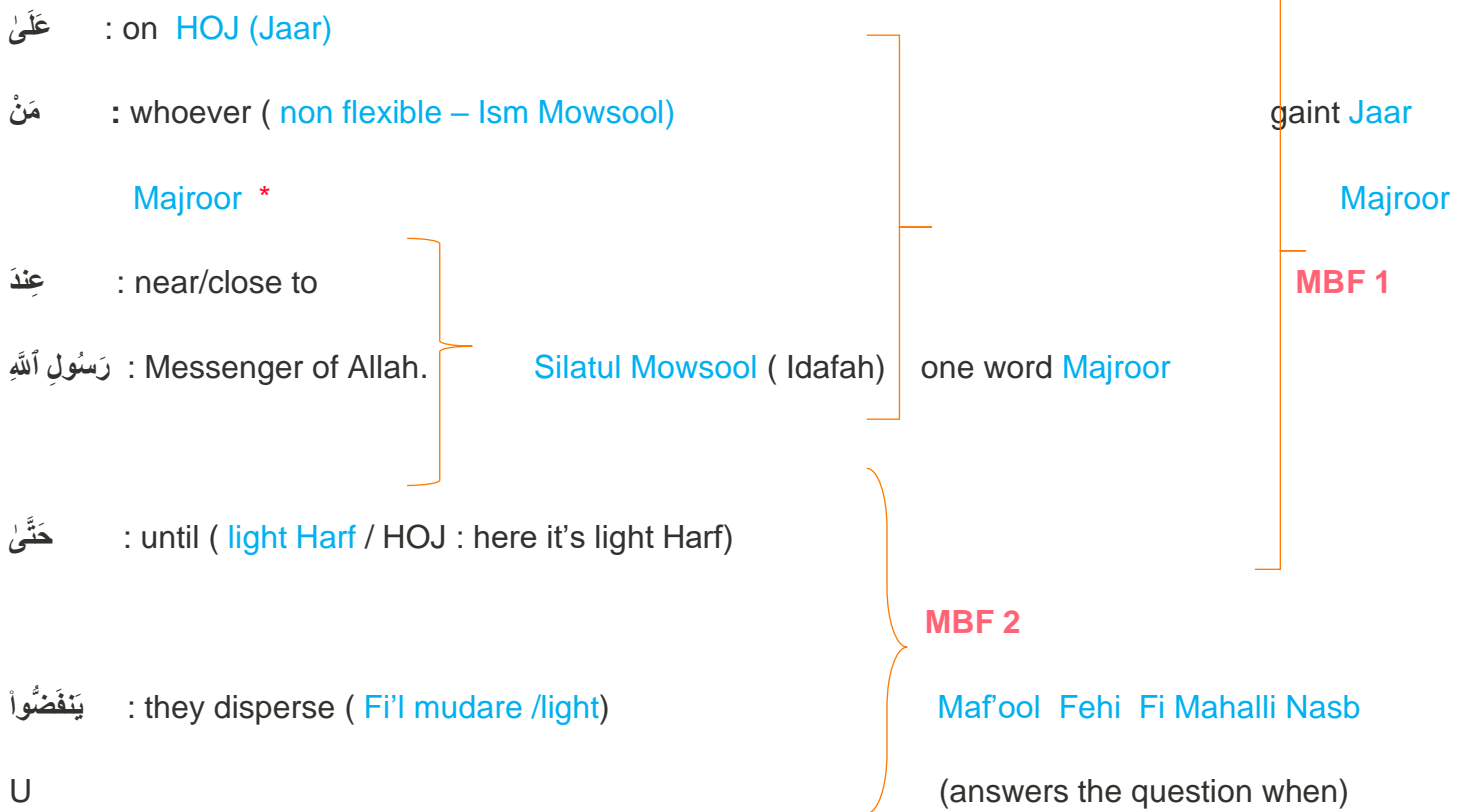 عَلَىٰ : on HOJ (Jaar)
مَنْ : whoever ( non flexible – Ism Mowsool) gaint Jaar
Majroor * Majroor
عِندَ : near/close to MBF 1
رَسُولِ ٱللَّهِ : Messenger of Allah. Silatul Mowsool ( Idafah) one word Majroor
حَتَّىٰ : until ( light Harf / HOJ : here it’s light Harf)
MBF 2
يَنفَضُّوا۟ : they disperse ( Fi’l mudare /light) Maf’ool Fehi Fi Mahalli Nasb
U (answers the question when)